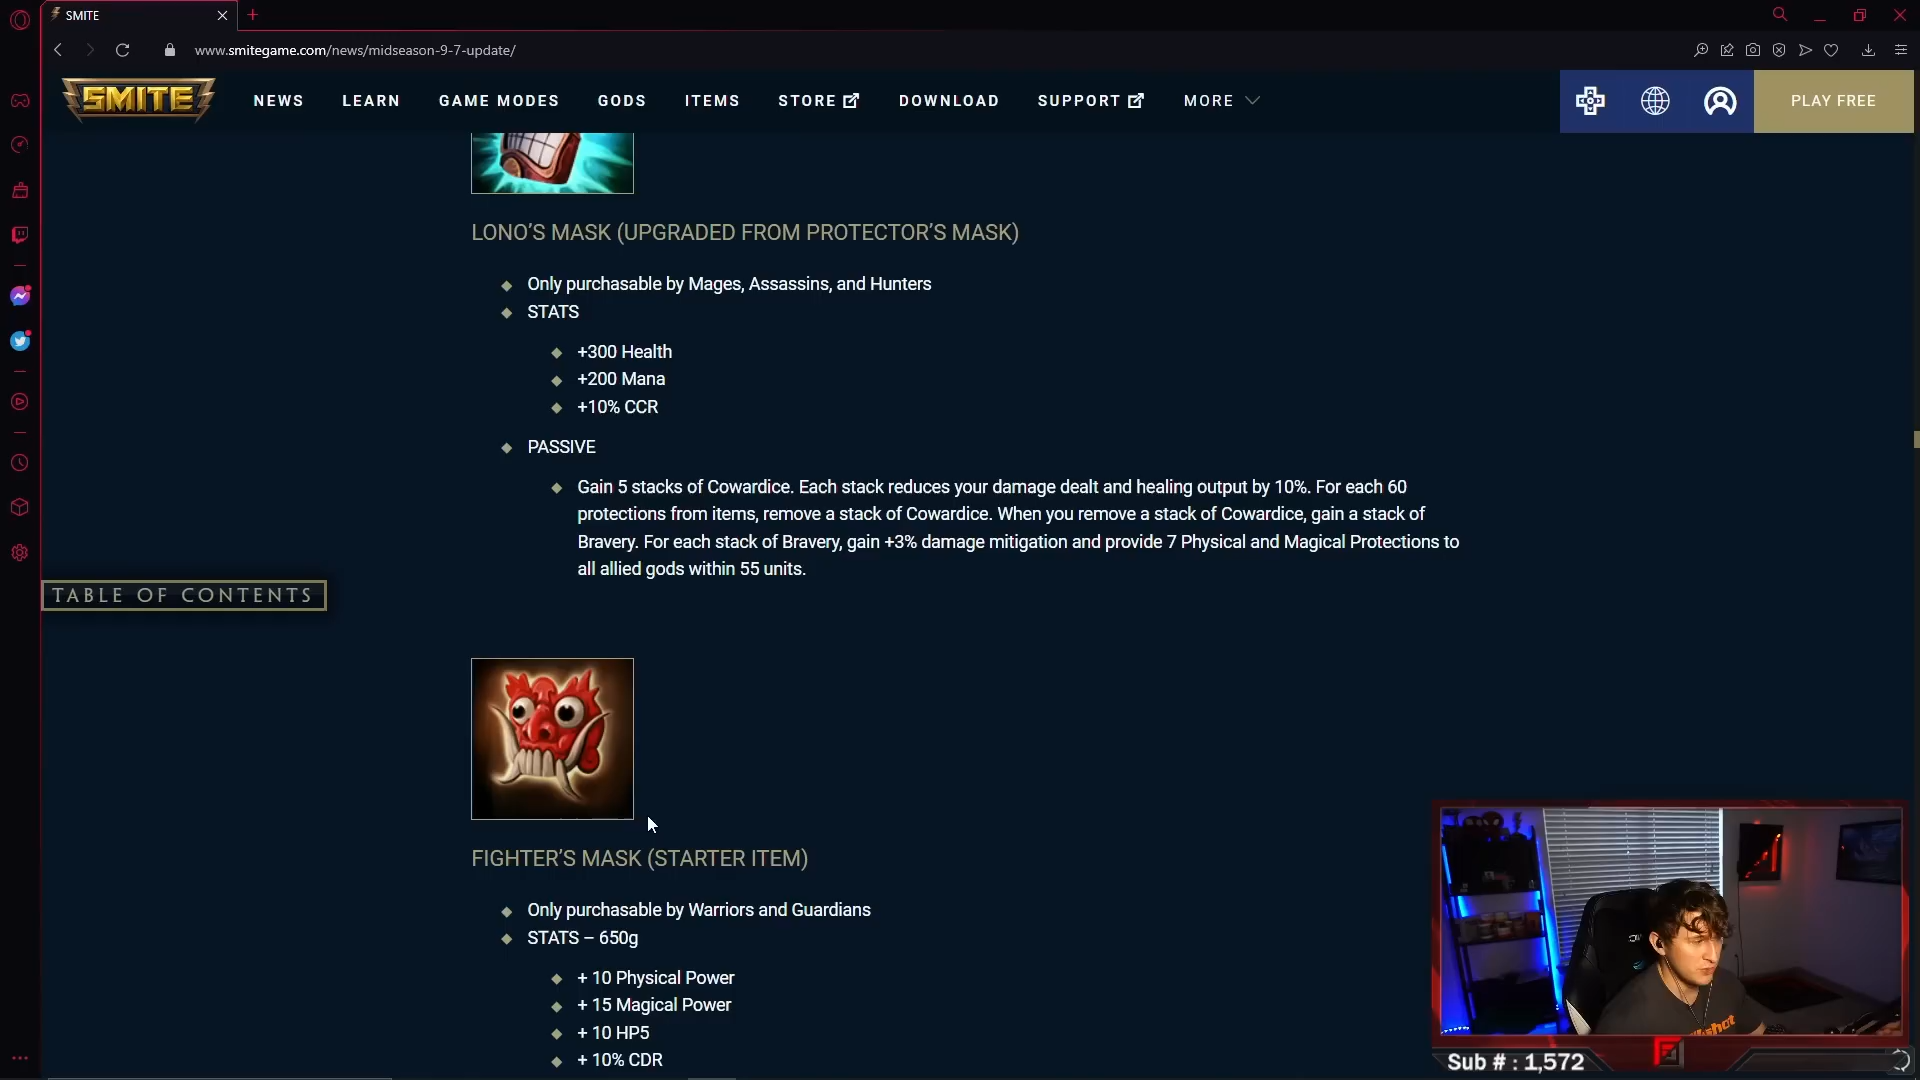 SMITE
www.smitegame.com/news/midseason-9-7-update/
SMITE
NEWS
LEARN
GAME MODES
GODS
ITEMS
STORE
DOWNLOAD
SUPPORT
MORE
PLAY FREE
LONO'S MASK (UPGRADED FROM PROTECTOR'S MASK)
Only purchasable by Mages, Assassins, and Hunters
STATS
+300 Health
+200 Mana
+10% CCR
PASSIVE
Gain 5 stacks of Cowardice. Each stack reduces your damage dealt and healing output by 10%. For each 60
protections from items, remove a stack of Cowardice. When you remove a stack of Cowardice, gain a stack of
Bravery. For each stack of Bravery, gain +3% damage mitigation and provide 7 Physical and Magical Protections to
all allied gods within 55 units.
TABLE OF CONTENTS
FIGHTER'S MASK (STARTER ITEM)
Only purchasable by Warriors and Guardians
STATS – 650g
+ 10 Physical Power
+ 15 Magical Power
+ 10 HP5
+ 10% CDR
Sub # : 1,572